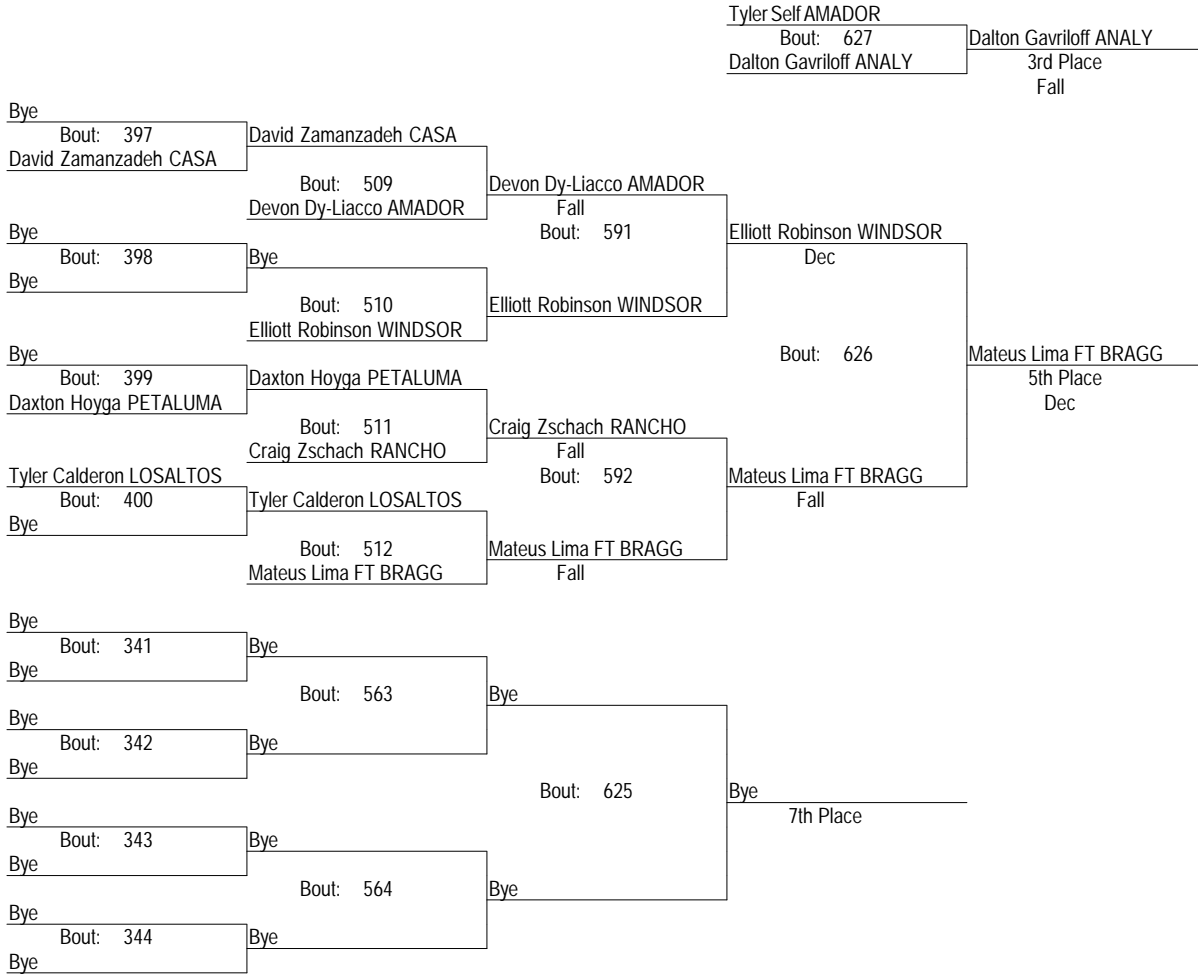 Tyler Self AMADOR
Bout: 627
Dalton Gavriloff ANALY
Dalton Gavriloff ANALY
3rd Place
Fall
Bye
Bout: 397
David Zamanzadeh CASA
David Zamanzadeh CASA
Bout: 509
Devon Dy-Liacco AMADOR
Devon Dy-Liacco AMADOR
Fall
Bout: 591
Bye
Bout: 398
Bye
Bye
Bout: 510
Elliott Robinson WINDSOR
Elliott Robinson WINDSOR
Elliott Robinson WINDSOR
Dec
Bout: 626
Mateus Lima FT BRAGG
5th Place
Dec
Bye
Bout: 399
Daxton Hoyga PETALUMA
Daxton Hoyga PETALUMA
Bout: 511
Craig Zschach RANCHO
Craig Zschach RANCHO
Fall
Bout: 592
Mateus Lima FT BRAGG
Fall
Tyler Calderon LOSALTOS
Bout: 400
Bye
Tyler Calderon LOSALTOS
Bout: 512
Mateus Lima FT BRAGG
Mateus Lima FT BRAGG
Fall
Bye
Bout: 341
Bye
Bye
Bout: 563
Bye
Bye
Bout: 342
Bye
Bye
Bout: 625
Bye
7th Place
Bye
Bout: 343
Bye
Bye
Bout: 564
Bye
Bye
Bout: 344
Bye
Bye